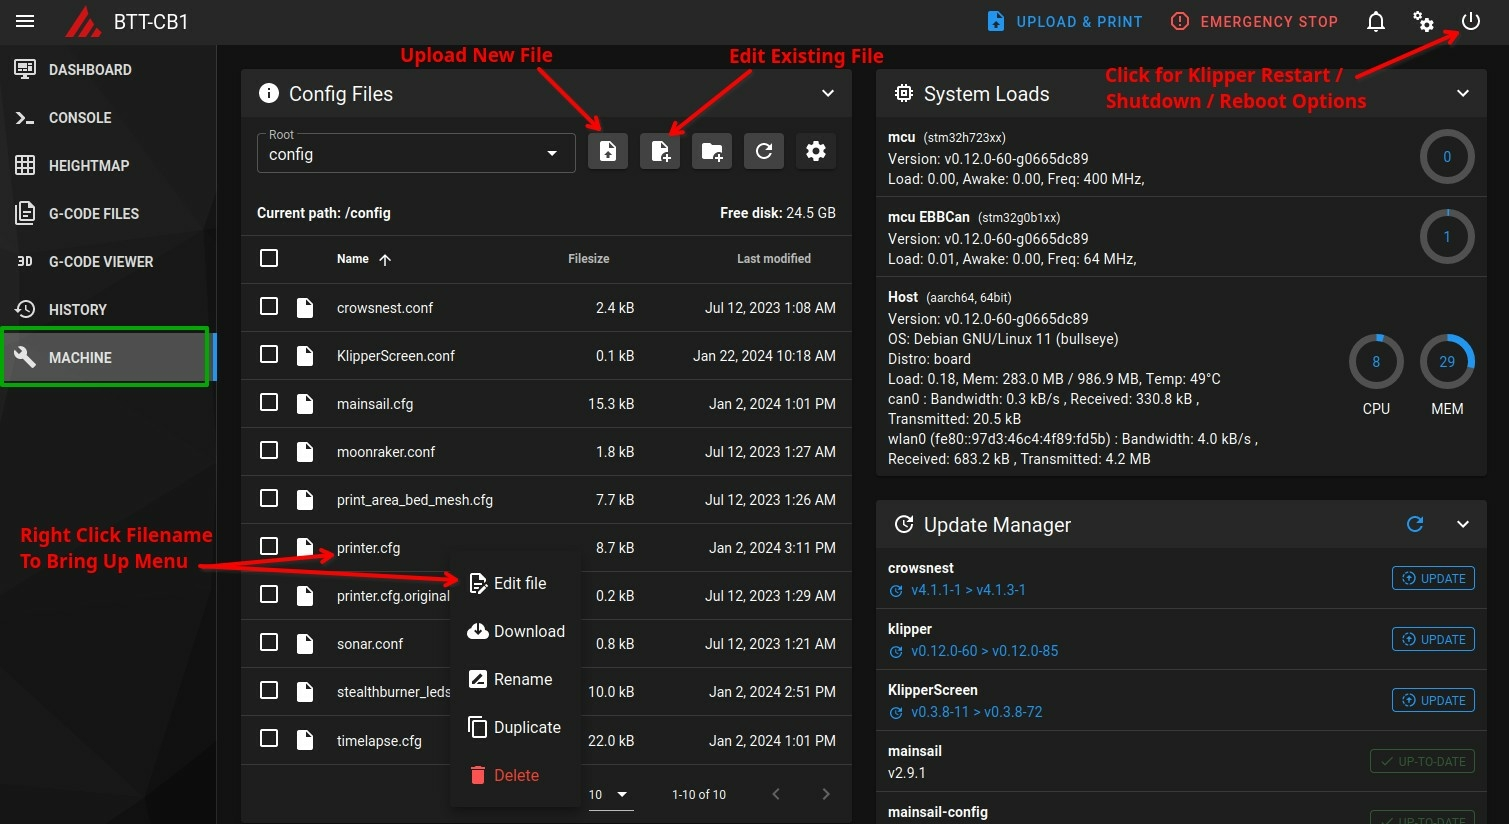 BTT-CB1
UPLOAD & PRINT
EMERGENCY STOP
Upload New File
Edit Existing File
Click for Klipper Restart /
Shutdown / Reboot Options
DASHBOARD
CONSOLE
HEIGHTMAP
G-CODE FILES
3D G-CODE VIEWER
HISTORY
MACHINE
Right Click Filename
To Bring Up Menu
Config Files
Root
config
Current path: /config
Free disk: 24.5 GB
Name Filesize Last modified
crowsnest.conf 2.4 kB Jul 12, 2023 1:08 AM
KlipperScreen.conf 0.1 kB Jan 22, 2024 10:18 AM
mainsail.cfg 15.3 kB Jan 2, 2024 1:01 PM
moonraker.conf 1.8 kB Jul 12, 2023 1:27 AM
print_area_bed_mesh.cfg 7.7 kB Jul 12, 2023 1:26 AM
printer.cfg 8.7 kB Jan 2, 2024 3:11 PM
printer.cfg.original 0.2 kB Jul 12, 2023 1:29 AM
sonar.conf 0.8 kB Jul 12, 2023 1:21 AM
stealthburner_leds 10.0 kB Jan 2, 2024 2:51 PM
timelapse.cfg 22.0 kB Jan 2, 2024 1:01 PM
Edit file
Download
Rename
Duplicate
Delete
10 1-10 of 10
System Loads
mcu (stm32h723xx)
Version: v0.12.0-60-g0665dc89
Load: 0.00, Awake: 0.00, Freq: 400 MHz,
0
mcu EBBCan (stm32g0b1xx)
Version: v0.12.0-60-g0665dc89
Load: 0.01, Awake: 0.00, Freq: 64 MHz,
1
Host (aarch64, 64bit)
Version: v0.12.0-60-g0665dc89
OS: Debian GNU/Linux 11 (bullseye)
Distro: board
Load: 0.18, Mem: 283.0 MB / 986.9 MB, Temp: 49°C
can0 : Bandwidth: 0.3 kB/s , Received: 330.8 kB ,
Transmitted: 20.5 kB
wlan0 (fe80::97d3:46c4:4f89:fd5b) : Bandwidth: 4.0 kB/s ,
Received: 683.2 kB , Transmitted: 4.2 MB
8 29
CPU MEM
Update Manager
crowsnest
v4.1.1-1 > v4.1.3-1
UPDATE
klipper
v0.12.0-60 > v0.12.0-85
UPDATE
KlipperScreen
v0.3.8-11 > v0.3.8-72
UPDATE
mainsail
v2.9.1
UP-TO-DATE
mainsail-config
UP-TO-DATE